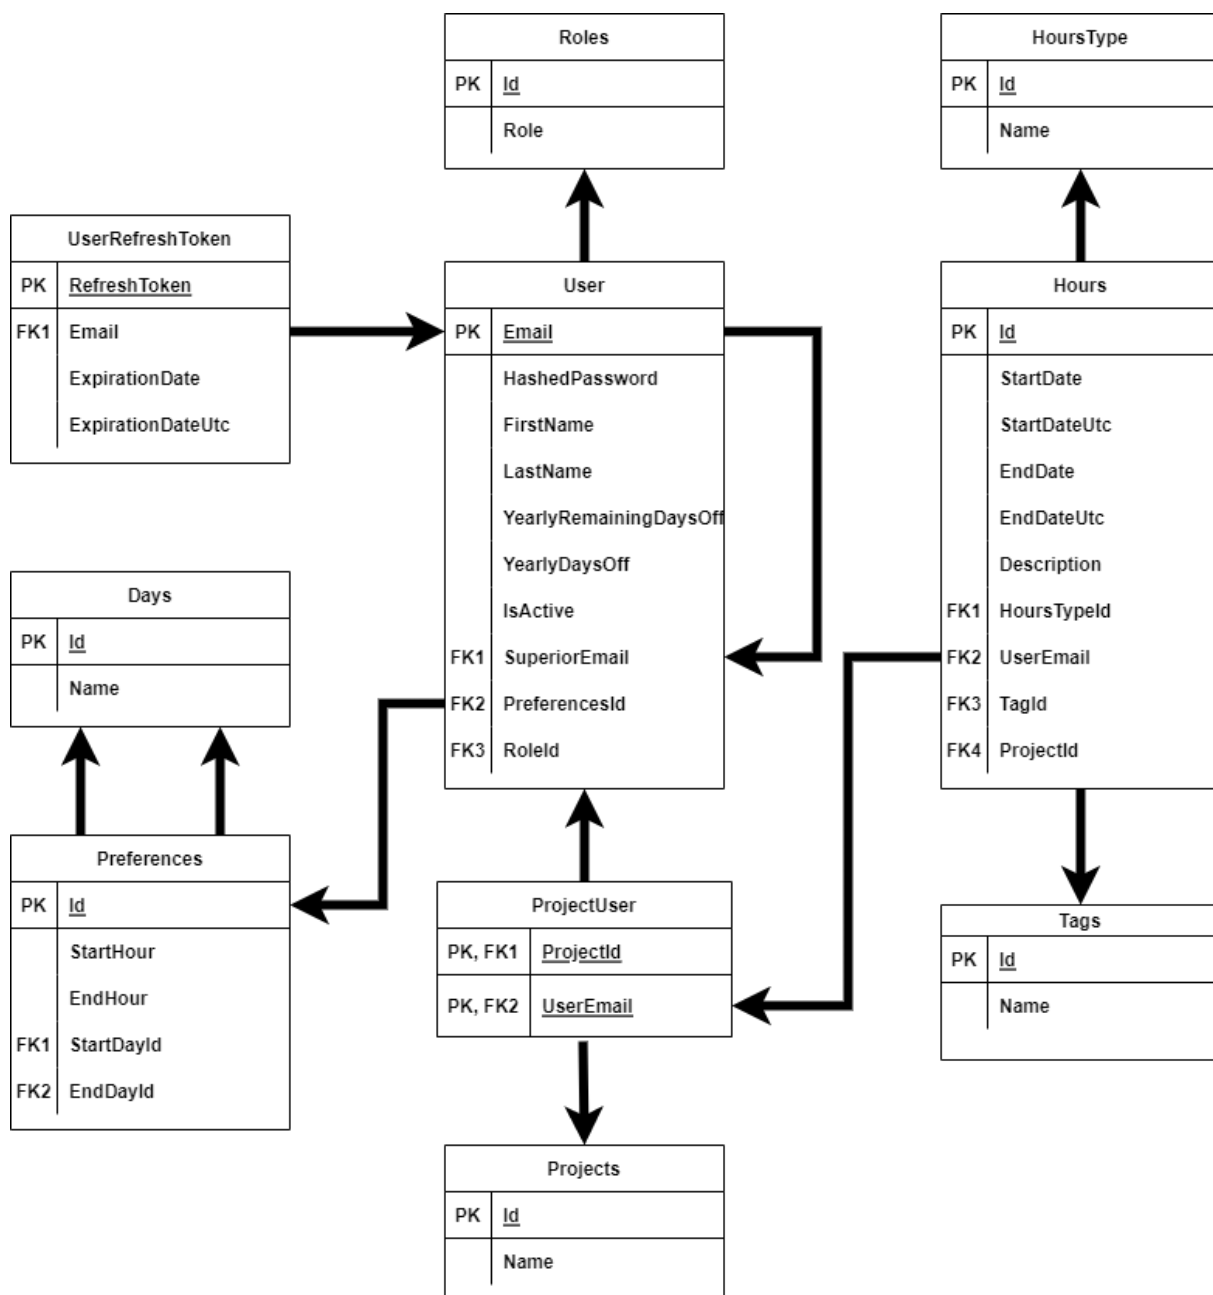 Roles
PK Id
Role
HoursType
PK Id
Name
UserRefreshToken
PK RefreshToken
FK1 Email
ExpirationDate
ExpirationDateUtc
User
PK Email
HashedPassword
FirstName
LastName
YearlyRemainingDaysOff
YearlyDaysOff
IsActive
FK1 SuperiorEmail
FK2 PreferencesId
FK3 RoleId
Hours
PK Id
StartDate
StartDateUtc
EndDate
EndDateUtc
Description
FK1 HoursTypeId
FK2 UserEmail
FK3 TagId
FK4 ProjectId
Days
PK Id
Name
Preferences
PK Id
StartHour
EndHour
FK1 StartDayId
FK2 EndDayId
ProjectUser
PK, FK1 ProjectId
PK, FK2 UserEmail
Tags
PK Id
Name
Projects
PK Id
Name